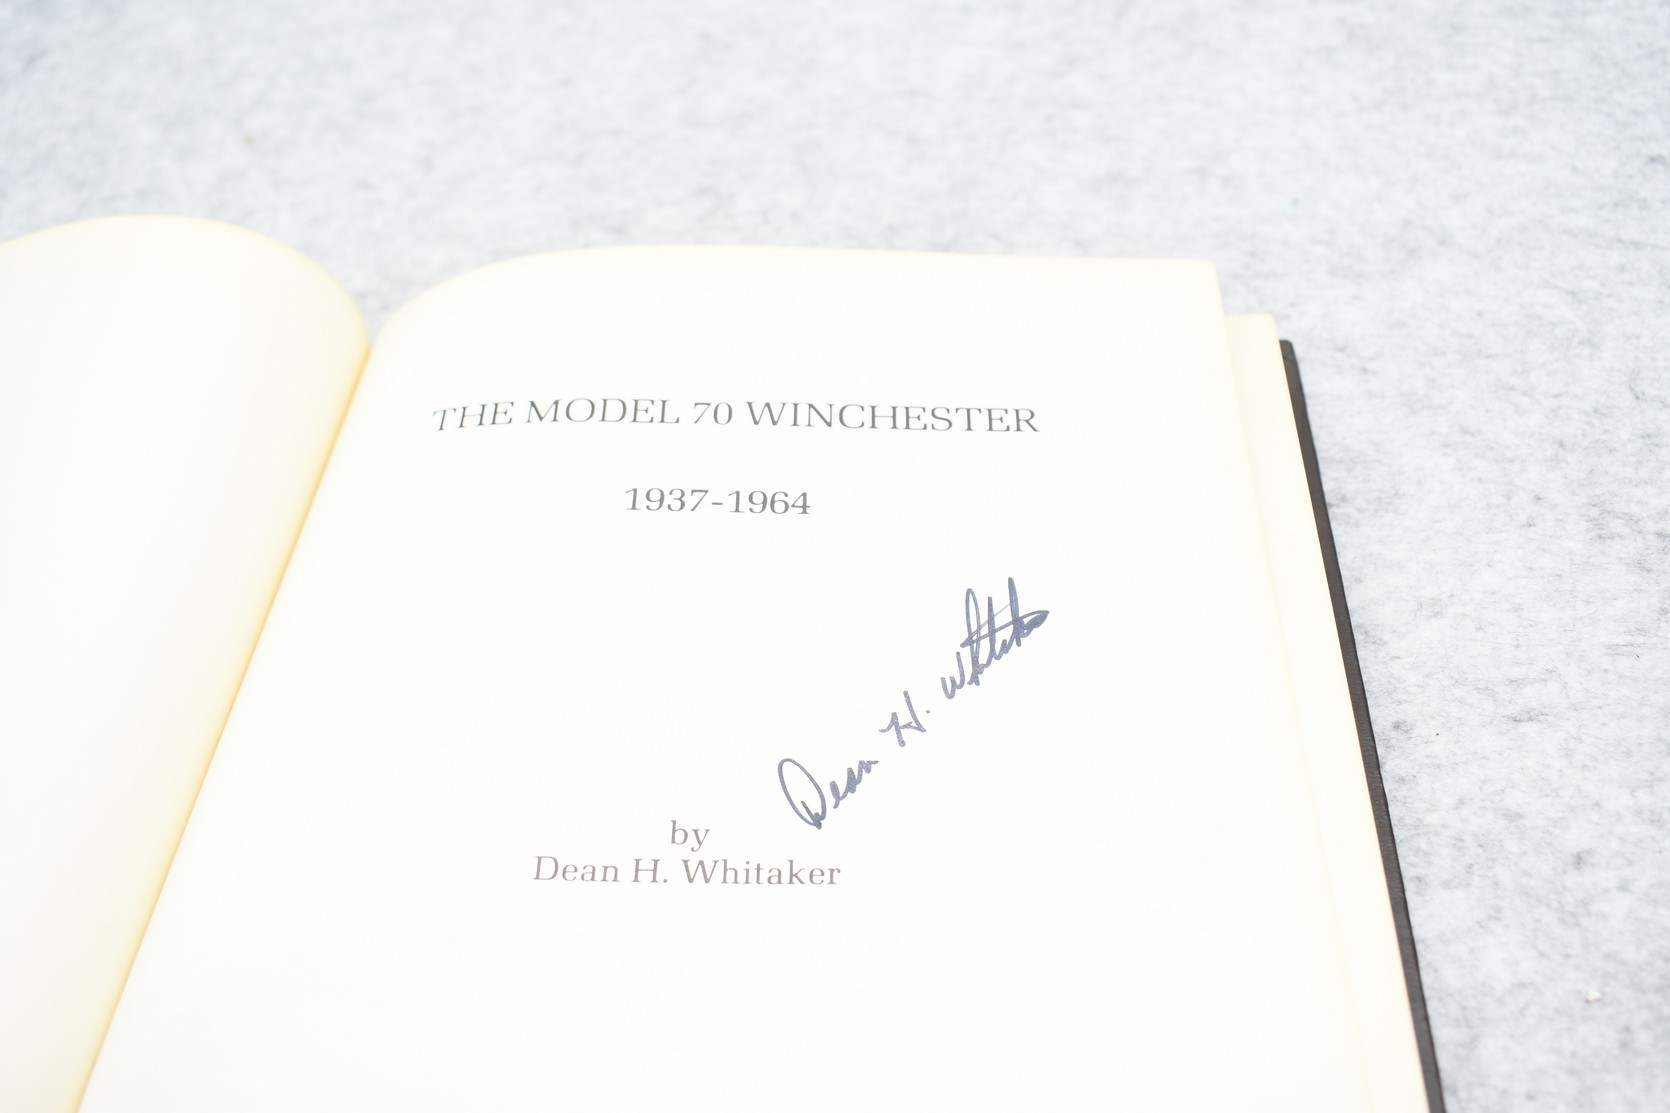 THE MODEL 70 WINCHESTER
1937-1964
Dean H. Whitaker
by
Dean H. Whitaker